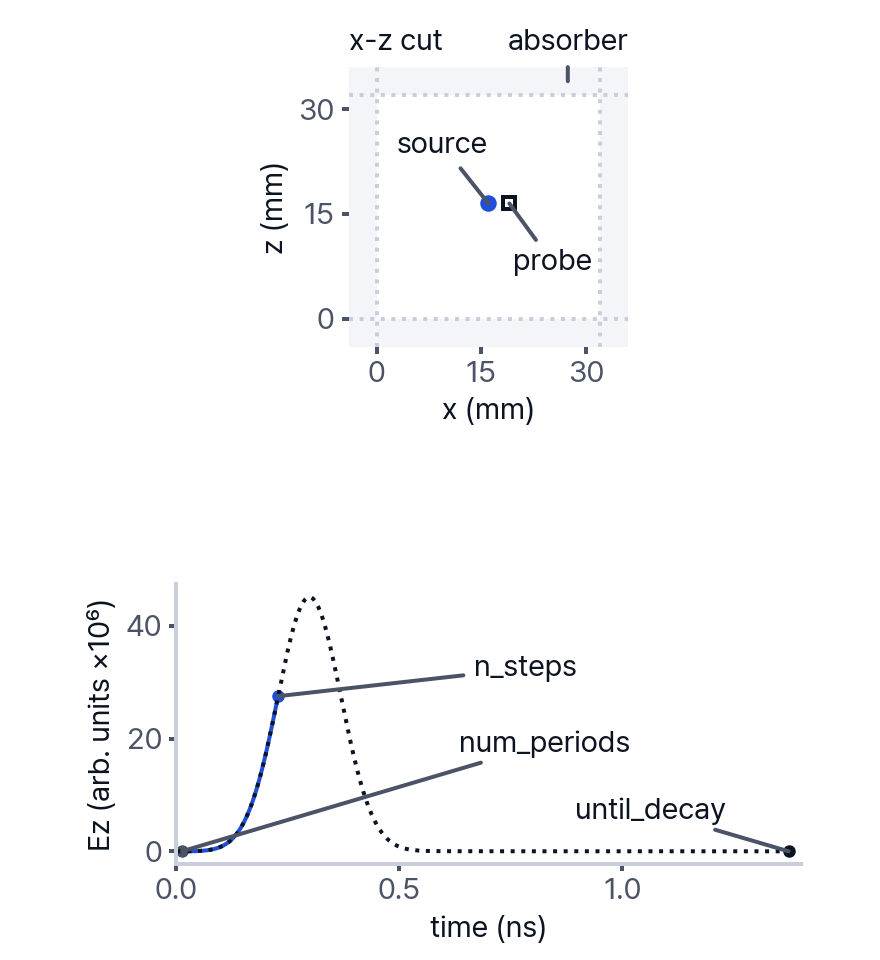 x-z cut
absorber
30
source
15
z (mm)
probe
0
0
15
30
x (mm)
Ez (arb. units ×10⁶)
40
n_steps
20
num_periods
until_decay
0
0.0
0.5
1.0
time (ns)